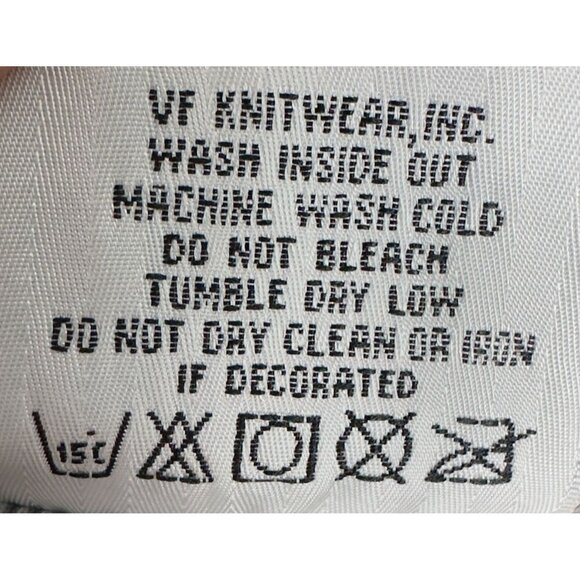 VF KNITWEAR, INC.
WASH INSIDE OUT
MACHINE WASH COLD
DO NOT BLEACH
TUMBLE DRY LOW
DO NOT DRY CLEAN OR IRON
IF DECORATED
15°C